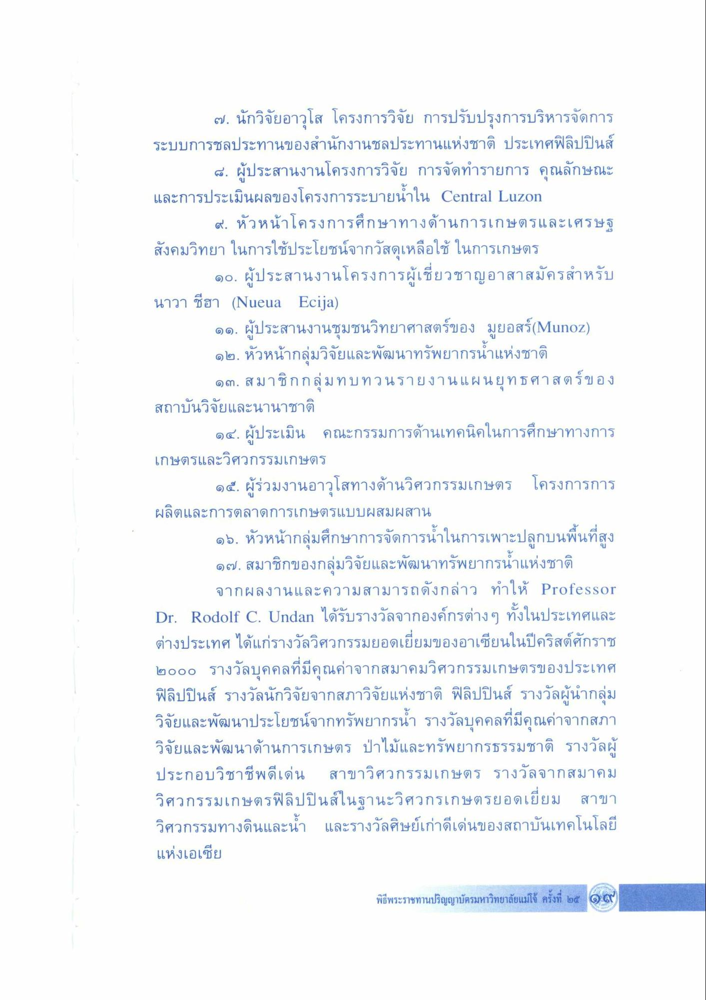 ๗. นักวิจัยอาวุโส โครงการวิจัย การปรับปรุงการบริหารจัดการ
ระบบการชลประทานของสำนักงานชลประทานแห่งชาติ ประเทศฟิลิปปินส์
๘. ผู้ประสานงานโครงการวิจัย การจัดทำรายการ คุณลักษณะ
และการประเมินผลของโครงการระบายน้ำใน Central Luzon
๙. หัวหน้าโครงการศึกษาทางด้านการเกษตรและเศรษฐ
สังคมวิทยา ในการใช้ประโยชน์จากวัสดุเหลือใช้ ในการเกษตร
๑๐. ผู้ประสานงานโครงการผู้เชี่ยวชาญอาสาสมัครสำหรับ
นาวา ซีฮา (Nueua Ecija)
๑๑. ผู้ประสานงานชุมชนวิทยาศาสตร์ของ มูยอสร์(Munoz)
๑๒. หัวหน้ากลุ่มวิจัยและพัฒนาทรัพยากรน้ำแห่งชาติ
๑๓. สมาชิกกลุ่มทบทวนรายงานแผนยุทธศาสตร์ของ
สถาบันวิจัยและนานาชาติ
๑๔. ผู้ประเมิน คณะกรรมการด้านเทคนิคในการศึกษาทางการ
เกษตรและวิศวกรรมเกษตร
๑๕. ผู้ร่วมงานอาวุโสทางด้านวิศวกรรมเกษตร โครงการการ
ผลิตและการตลาดการเกษตรแบบผสมผสาน
๑๖. หัวหน้ากลุ่มศึกษาการจัดการน้ำในการเพาะปลูกบนพื้นที่สูง
๑๗. สมาชิกของกลุ่มวิจัยและพัฒนาทรัพยากรน้ำแห่งชาติ
จากผลงานและความสามารถดังกล่าว ทำให้ Professor
Dr. Rodolf C. Undan ได้รับรางวัลจากองค์กรต่างๆ ทั้งในประเทศและ
ต่างประเทศ ได้แก่รางวัลวิศวกรรมยอดเยี่ยมของอาเซียนในปีคริสต์ศักราช
๒๐๐๐ รางวัลบุคคลที่มีคุณค่าจากสมาคมวิศวกรรมเกษตรของประเทศ
ฟิลิปปินส์ รางวัลนักวิจัยจากสภาวิจัยแห่งชาติ ฟิลิปปินส์ รางวัลผู้นำกลุ่ม
วิจัยและพัฒนาประโยชน์จากทรัพยากรน้ำ รางวัลบุคคลที่มีคุณค่าจากสภา
วิจัยและพัฒนาด้านการเกษตร ป่าไม้และทรัพยากรธรรมชาติ รางวัลผู้
ประกอบวิชาชีพดีเด่น สาขาวิศวกรรมเกษตร รางวัลจากสมาคม
วิศวกรรมเกษตรฟิลิปปินส์ในฐานะวิศวกรเกษตรยอดเยี่ยม สาขา
วิศวกรรมทางดินและน้ำ และรางวัลศิษย์เก่าดีเด่นของสถาบันเทคโนโลยี
แห่งเอเซีย
พิธีพระราชทานปริญญาบัตรมหาวิทยาลัยแม่โจ้ ครั้งที่ ๒๕ ๑๙